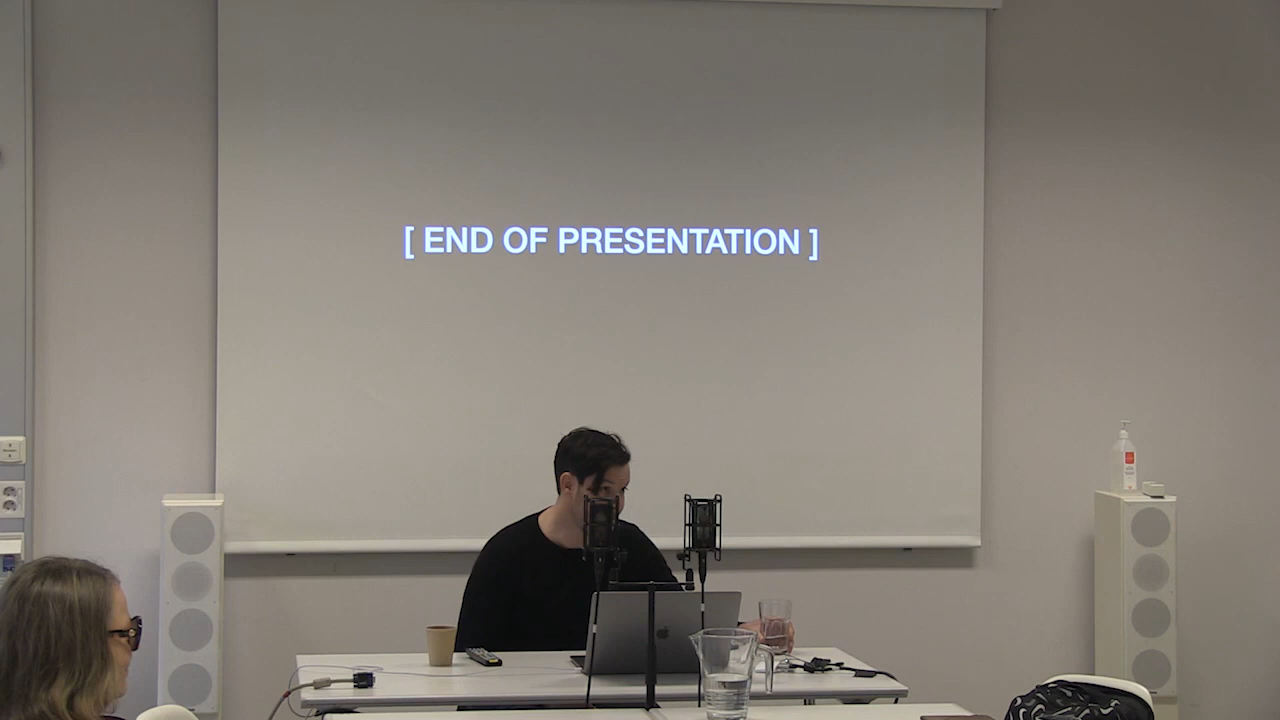 [ END OF PRESENTATION ]